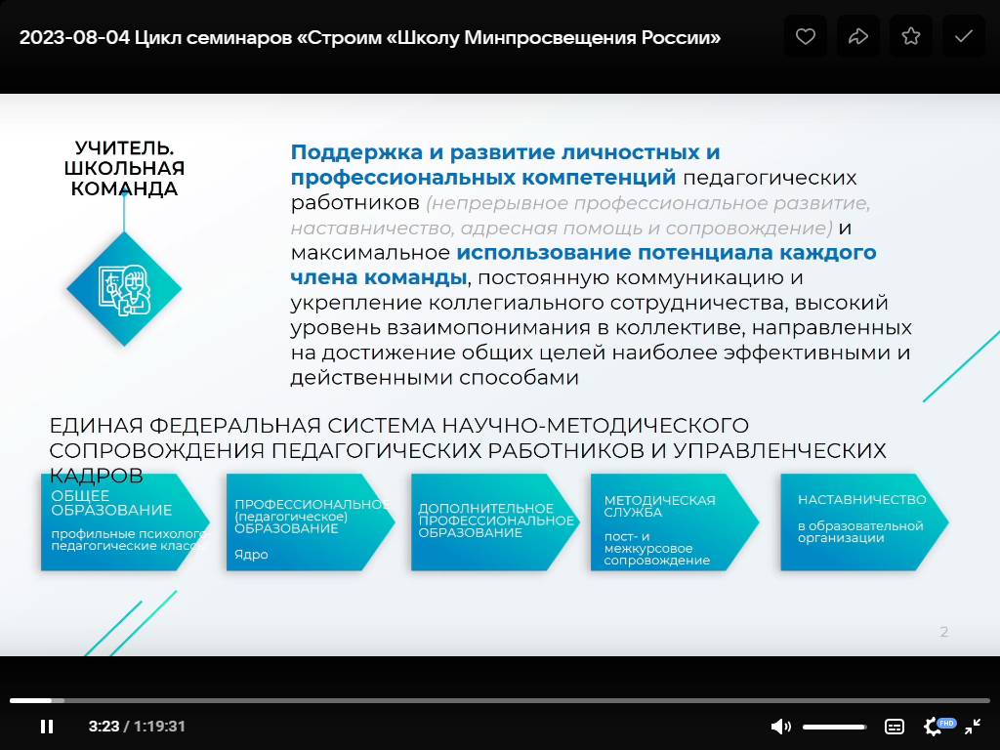 2023-08-04 Цикл семинаров «Строим «Школу Минпросвещения России»
УЧИТЕЛЬ.
ШКОЛЬНАЯ
КОМАНДА
Поддержка и развитие личностных и
профессиональных компетенций педагогических
работников (непрерывное профессиональное развитие,
наставничество, адресная помощь и сопровождение) и
максимальное использование потенциала каждого
члена команды, постоянную коммуникацию и
укрепление коллегиального сотрудничества, высокий
уровень взаимопонимания в коллективе, направленных
на достижение общих целей наиболее эффективными и
действенными способами
ЕДИНАЯ ФЕДЕРАЛЬНАЯ СИСТЕМА НАУЧНО-МЕТОДИЧЕСКОГО
СОПРОВОЖДЕНИЯ ПЕДАГОГИЧЕСКИХ РАБОТНИКОВ И УПРАВЛЕНЧЕСКИХ
КАДРОВ
ОБЩЕЕ
ОБРАЗОВАНИЕ
профильные психолого-
педагогические классы
ПРОФЕССИОНАЛЬНОЕ
(педагогическое)
ОБРАЗОВАНИЕ
Ядро
ДОПОЛНИТЕЛЬНОЕ
ПРОФЕССИОНАЛЬНОЕ
ОБРАЗОВАНИЕ
МЕТОДИЧЕСКАЯ
СЛУЖБА
пост- и
межкурсовое
сопровождение
НАСТАВНИЧЕСТВО
в образовательной
организации
2
3:23 / 1:19:31
FHD